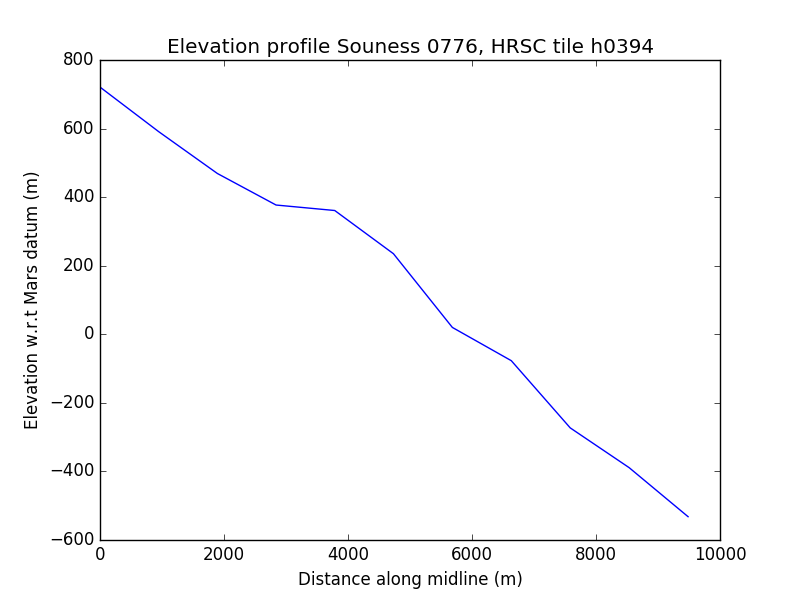 Elevation profile Souness 0776, HRSC tile h0394
800
600
400
200
0
−200
−400
−600
Elevation w.r.t Mars datum (m)
0 2000 4000 6000 8000 10000
Distance along midline (m)